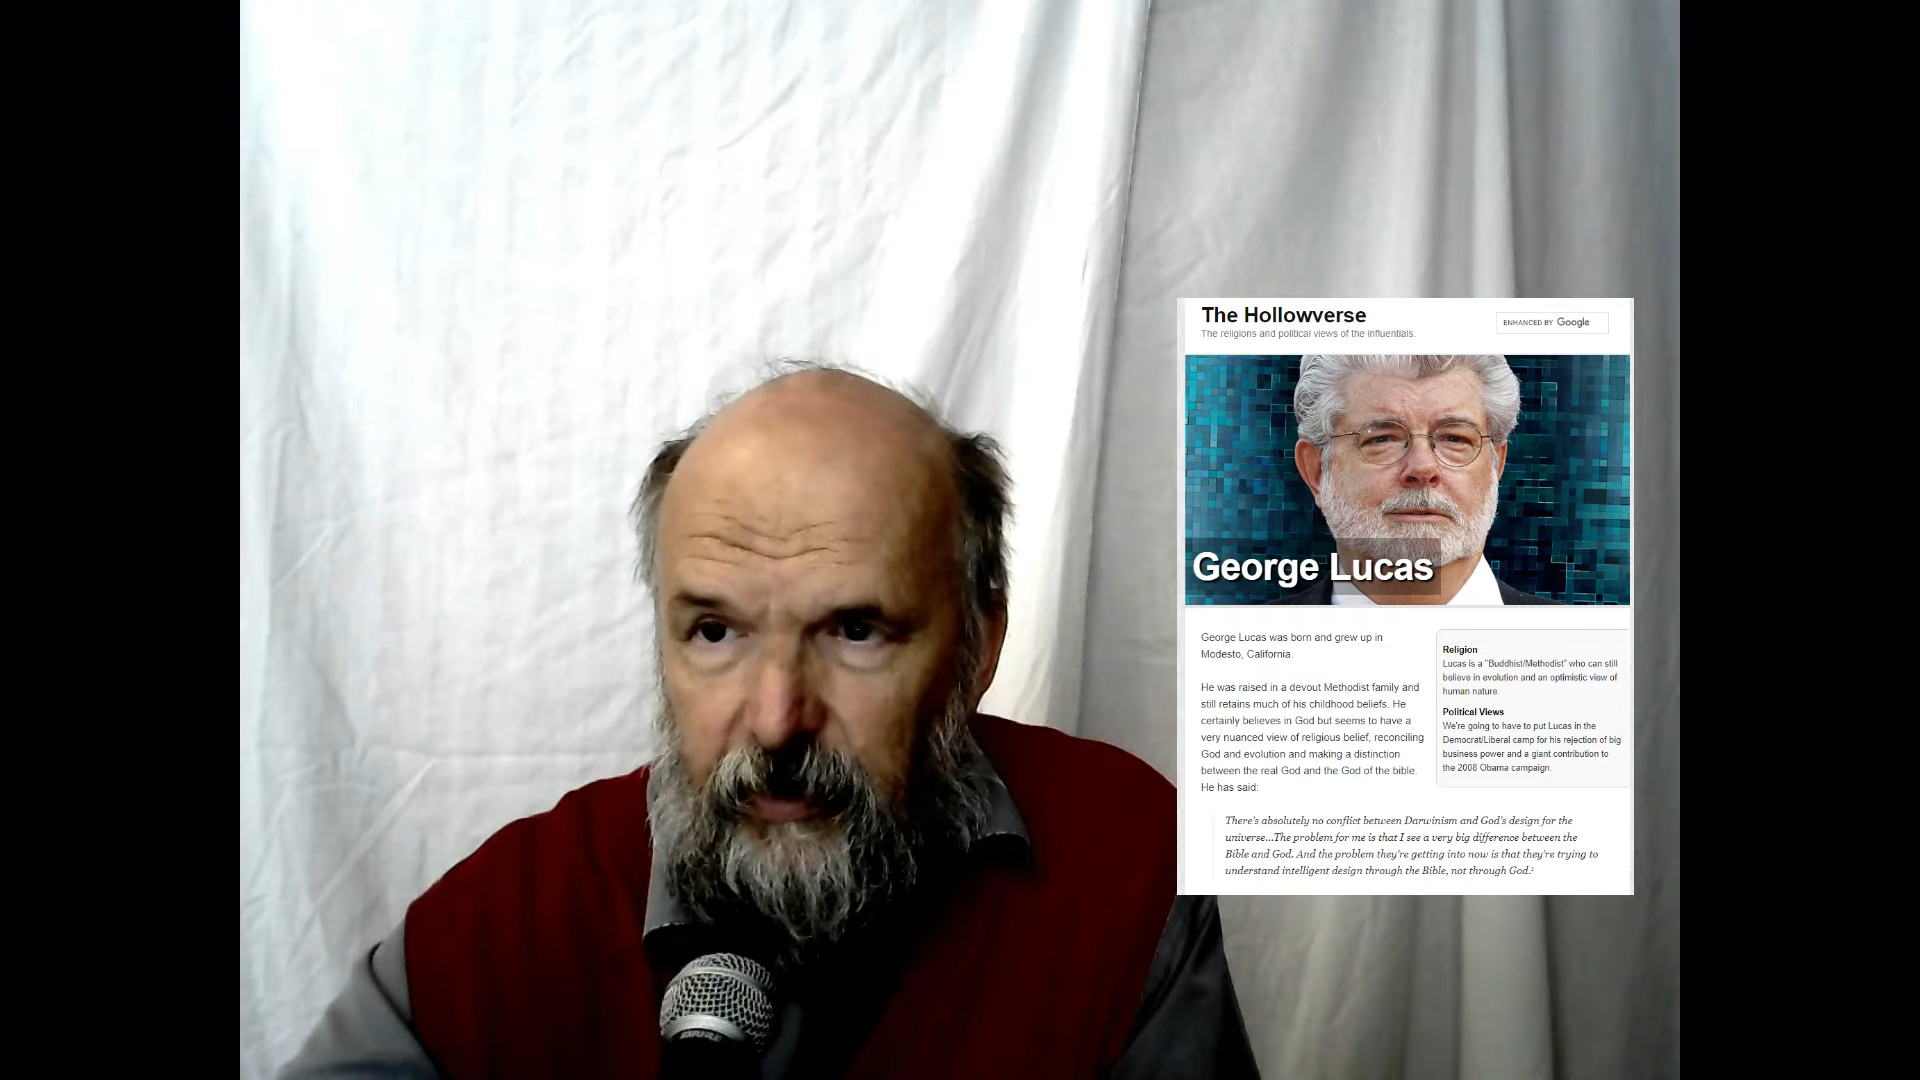 The Hollowverse
The religions and political views of the influentials.
ENHANCED BY Google
George Lucas
George Lucas was born and grew up in
Modesto, California.
He was raised in a devout Methodist family and
still retains much of his childhood beliefs. He
certainly believes in God but seems to have a
very nuanced view of religious belief, reconciling
God and evolution and making a distinction
between the real God and the God of the bible.
He has said:
Religion
Lucas is a "Buddhist/Methodist" who can still
believe in evolution and an optimistic view of
human nature.
Political Views
We're going to have to put Lucas in the
Democrat/Liberal camp for his rejection of big
business power and a giant contribution to
the 2008 Obama campaign.
There's absolutely no conflict between Darwinism and God's design for the
universe...The problem for me is that I see a very big difference between the
Bible and God. And the problem they're getting into now is that they're trying to
understand intelligent design through the Bible, not through God.¹